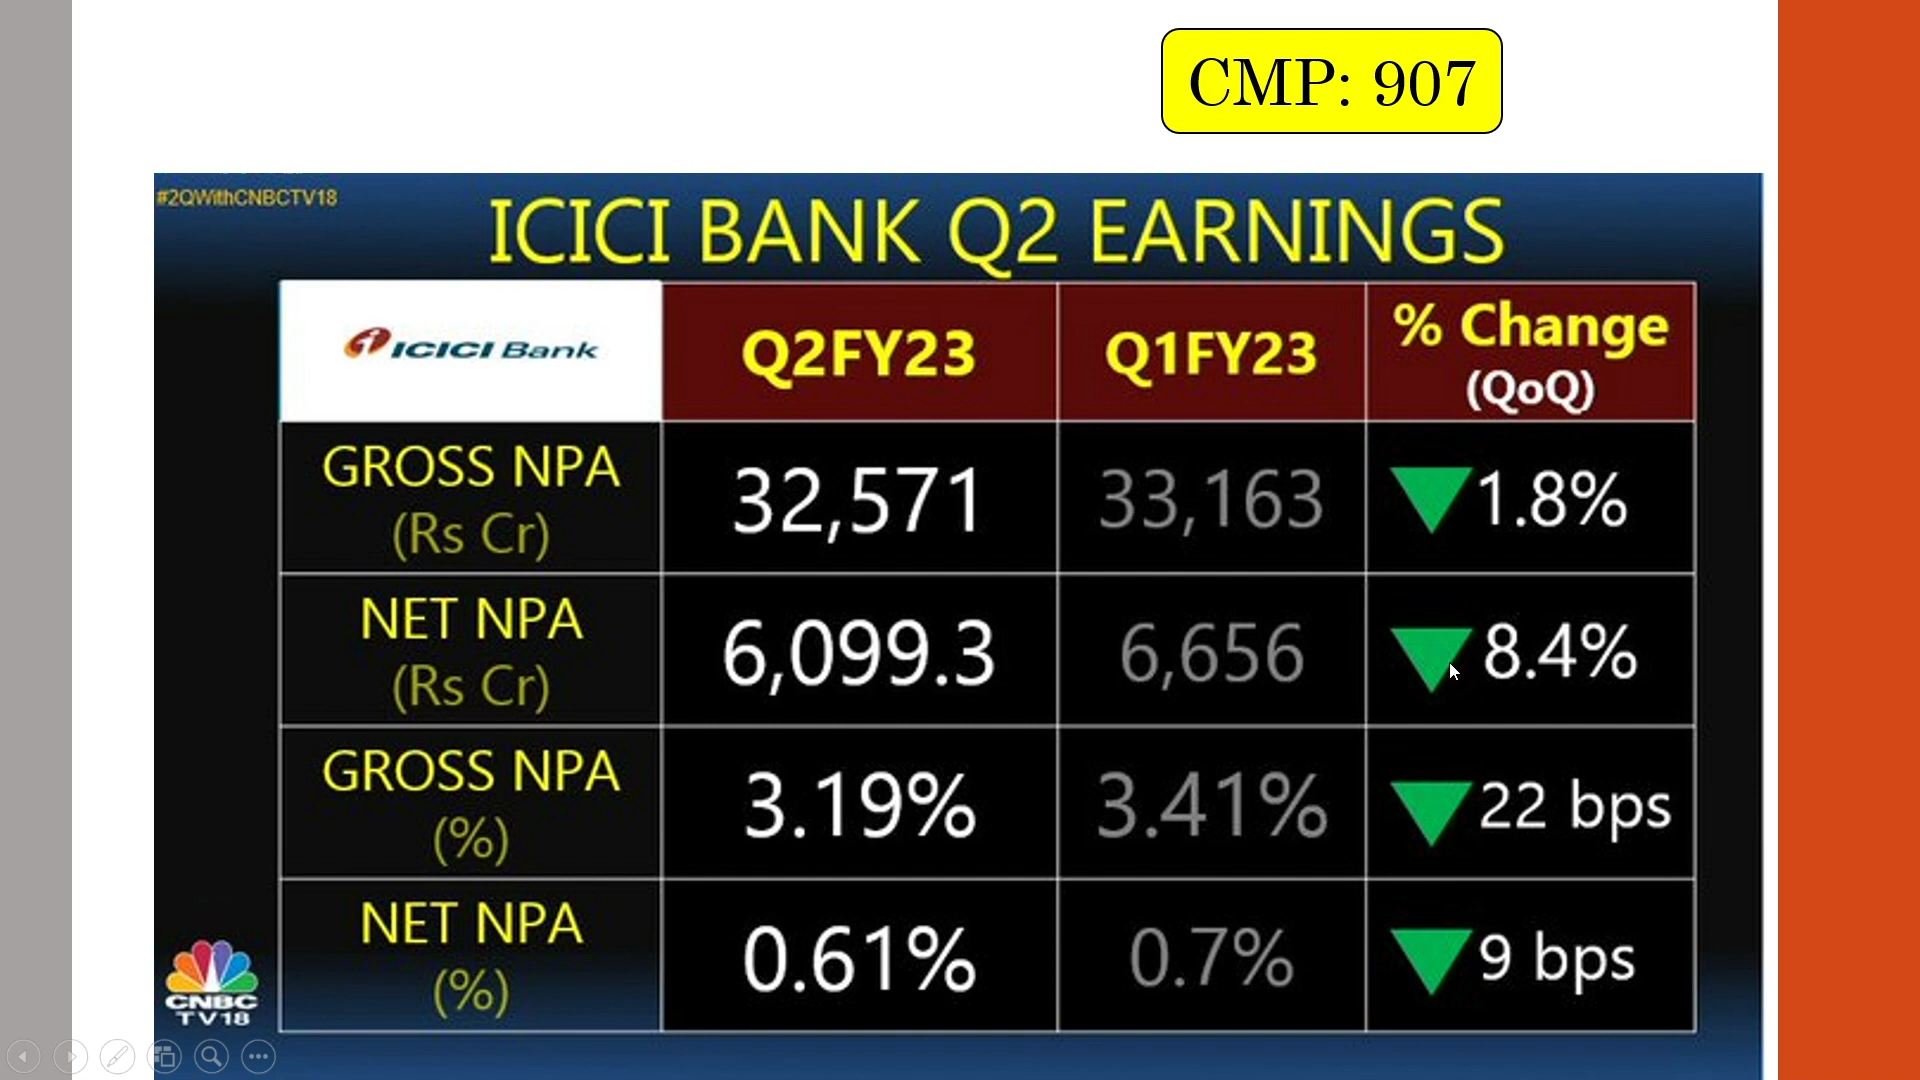 CMP: 907
#2QWithCNBCTV18
ICICI BANK Q2 EARNINGS
ICICI Bank
Q2FY23
Q1FY23
% Change
(QoQ)
GROSS NPA
(Rs Cr)
32,571
33,163
1.8%
NET NPA
(Rs Cr)
6,099.3
6,656
8.4%
GROSS NPA
(%)
3.19%
3.41%
22 bps
NET NPA
(%)
0.61%
0.7%
9 bps
CNBC
TV18